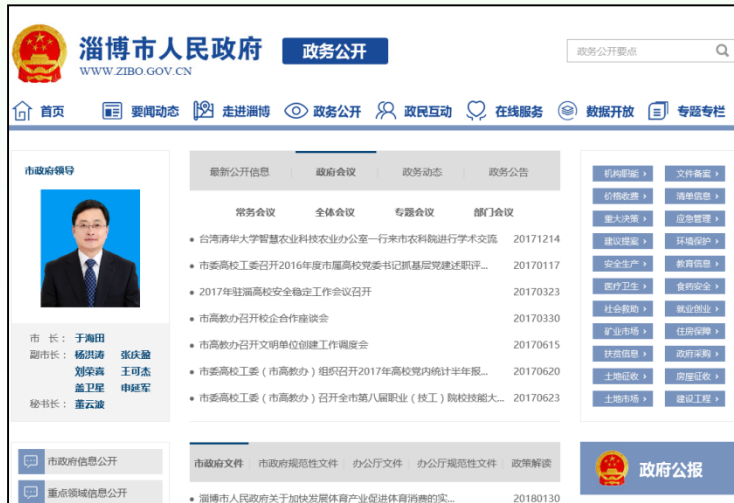 淄博市人民政府 政务公开
WWW.ZIBO.GOV.CN
政务公开要点
首页 要闻动态 走进淄博 政务公开 政民互动 在线服务 数据开放 专题专栏
市政府领导
市 长： 于海田
副市长： 杨洪涛 张庆盈
刘荣喜 王可杰
盖卫星 申延军
秘书长： 董云波
最新公开信息 政府会议 政务动态 政务公告
常务会议 全体会议 专题会议 部门会议
台湾清华大学智慧农业科技农业办公室一行来市农科院进行学术交流 20171214
市委高校工委召开2016年度市属高校党委书记抓基层党建述职评... 20170117
2017年驻淄高校安全稳定工作会议召开 20170323
市高教办召开校企合作座谈会 20170330
市高教办召开文明单位创建工作调度会 20170615
市委高校工委（市高教办）组织召开2017年高校党内统计半年报... 20170620
市委高校工委（市高教办）召开全市第八届职业（技工）院校技能大... 20170623
机构职能 › 文件备案 ›
价格收费 › 清单信息 ›
重大决策 › 应急管理 ›
建议提案 › 环境保护 ›
安全生产 › 教育信息 ›
医疗卫生 › 食药安全 ›
社会救助 › 就业创业 ›
矿业市场 › 住房保障 ›
扶贫信息 › 政府采购 ›
土地征收 › 房屋征收 ›
土地市场 › 建设工程 ›
市政府信息公开
重点领域信息公开
市政府文件 市政府规范性文件 办公厅文件 办公厅规范性文件 政策解读
淄博市人民政府关于加快发展体育产业促进体育消费的实... 20180130
政府公报